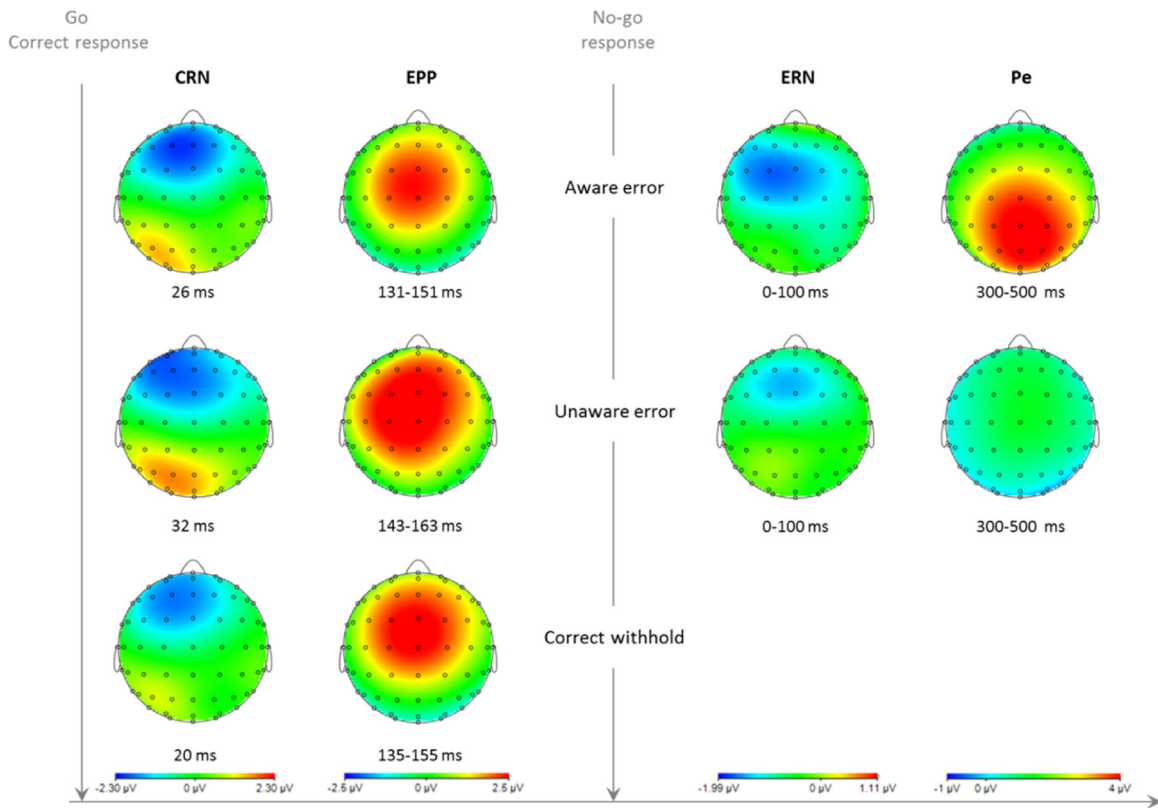 Go
Correct response
No-go
response
CRN
EPP
ERN
Pe
Aware error
26 ms
131-151 ms
0-100 ms
300-500 ms
Unaware error
32 ms
143-163 ms
0-100 ms
300-500 ms
Correct withhold
20 ms
135-155 ms
-2.30 µV
0 µV
2.30 µV
-2.5 µV
0 µV
2.5 µV
-1.99 µV
0 µV
1.11 µV
-1 µV
0 µV
4 µV